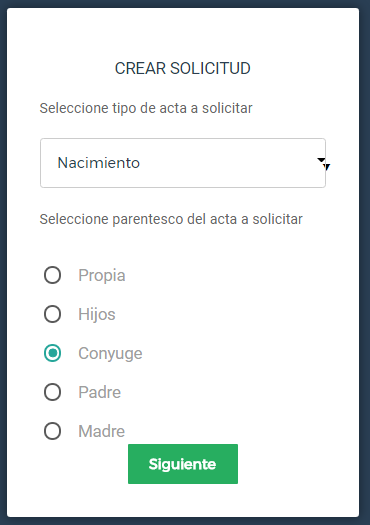 CREAR SOLICITUD
Seleccione tipo de acta a solicitar
Nacimiento
Seleccione parentesco del acta a solicitar
Propia
Hijos
Conyuge
Padre
Madre
Siguiente